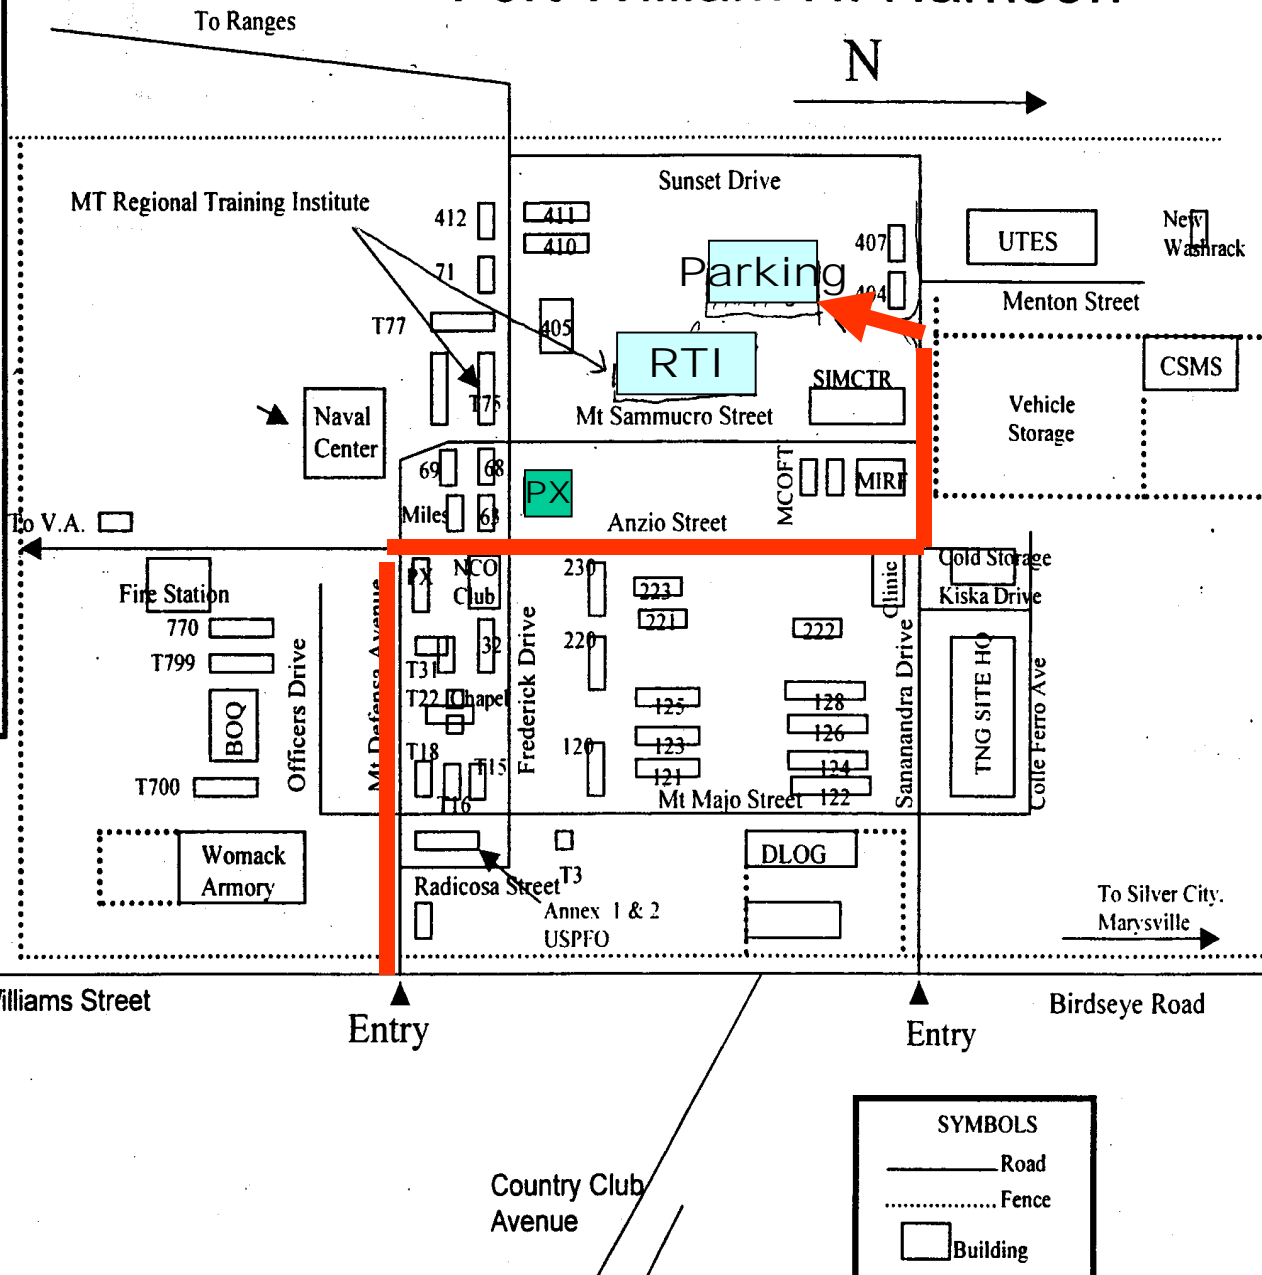 To Ranges
N
Sunset Drive
MT Regional Training Institute
412
411
410
407
UTES
New
Washrack
71
Parking
404
Menton Street
T77
405
RTI
CSMS
SIMCTR
T75
Naval
Center
Mt Sammucro Street
Vehicle
Storage
69
68
PX
MCOFT
MIRF
Miles
63
To V.A.
Anzio Street
Fire Station
PX
NCO
Club
230
223
221
Clinic
Cold Storage
Kiska Drive
770
T799
BOQ
T700
Officers Drive
Mt Defensa Avenue
T31
32
T22
Chapel
T18
T15
T16
Frederick Drive
220
120
222
125
123
121
128
126
124
122
Sananandra Drive
TNG SITE HQ
Colle Ferro Ave
Mt Majo Street
Womack
Armory
T3
DLOG
Radicosa Street
Annex 1 & 2
USPFO
To Silver City.
Marysville
illiams Street
Entry
Entry
Birdseye Road
Country Club
Avenue
SYMBOLS
Road
Fence
Building